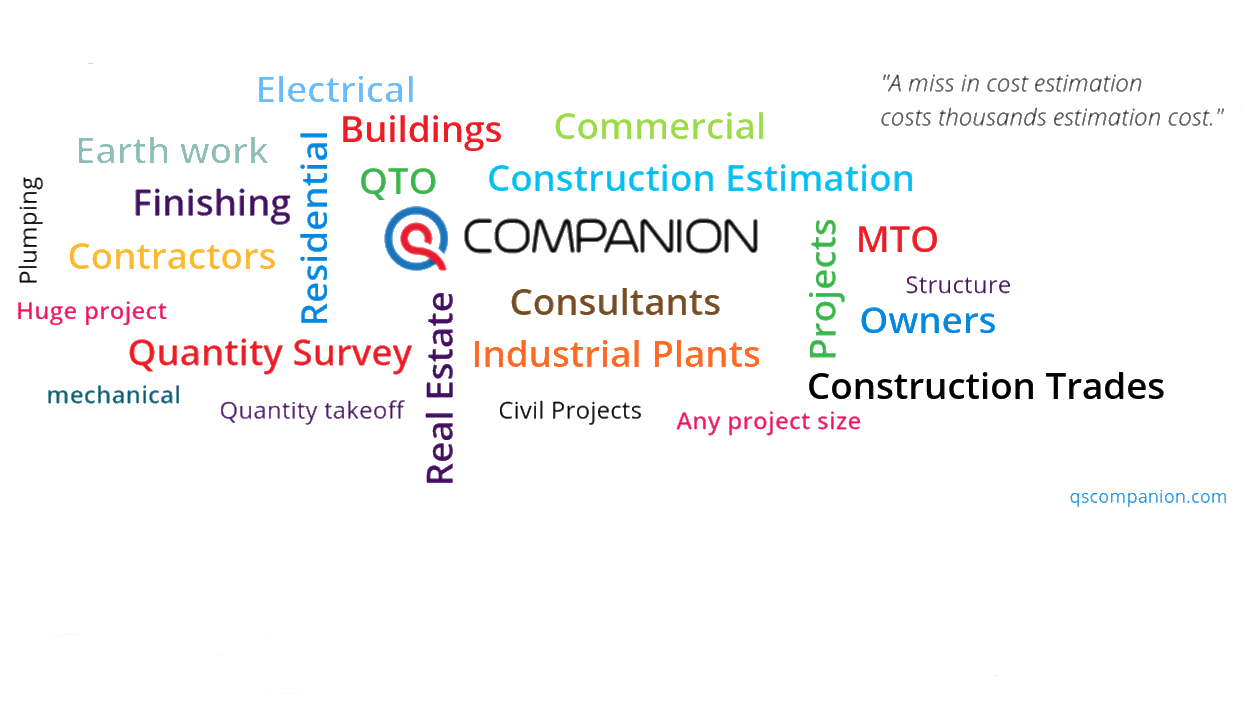 Electrical
"A miss in cost estimation
costs thousands estimation cost."
Buildings
Commercial
Earth work
Residential
QTO
Construction Estimation
Plumping
Finishing
COMPANION
Projects
MTO
Contractors
Structure
Huge project
Consultants
Owners
Quantity Survey
Real Estate
Industrial Plants
mechanical
Construction Trades
Quantity takeoff
Civil Projects
Any project size
qscompanion.com